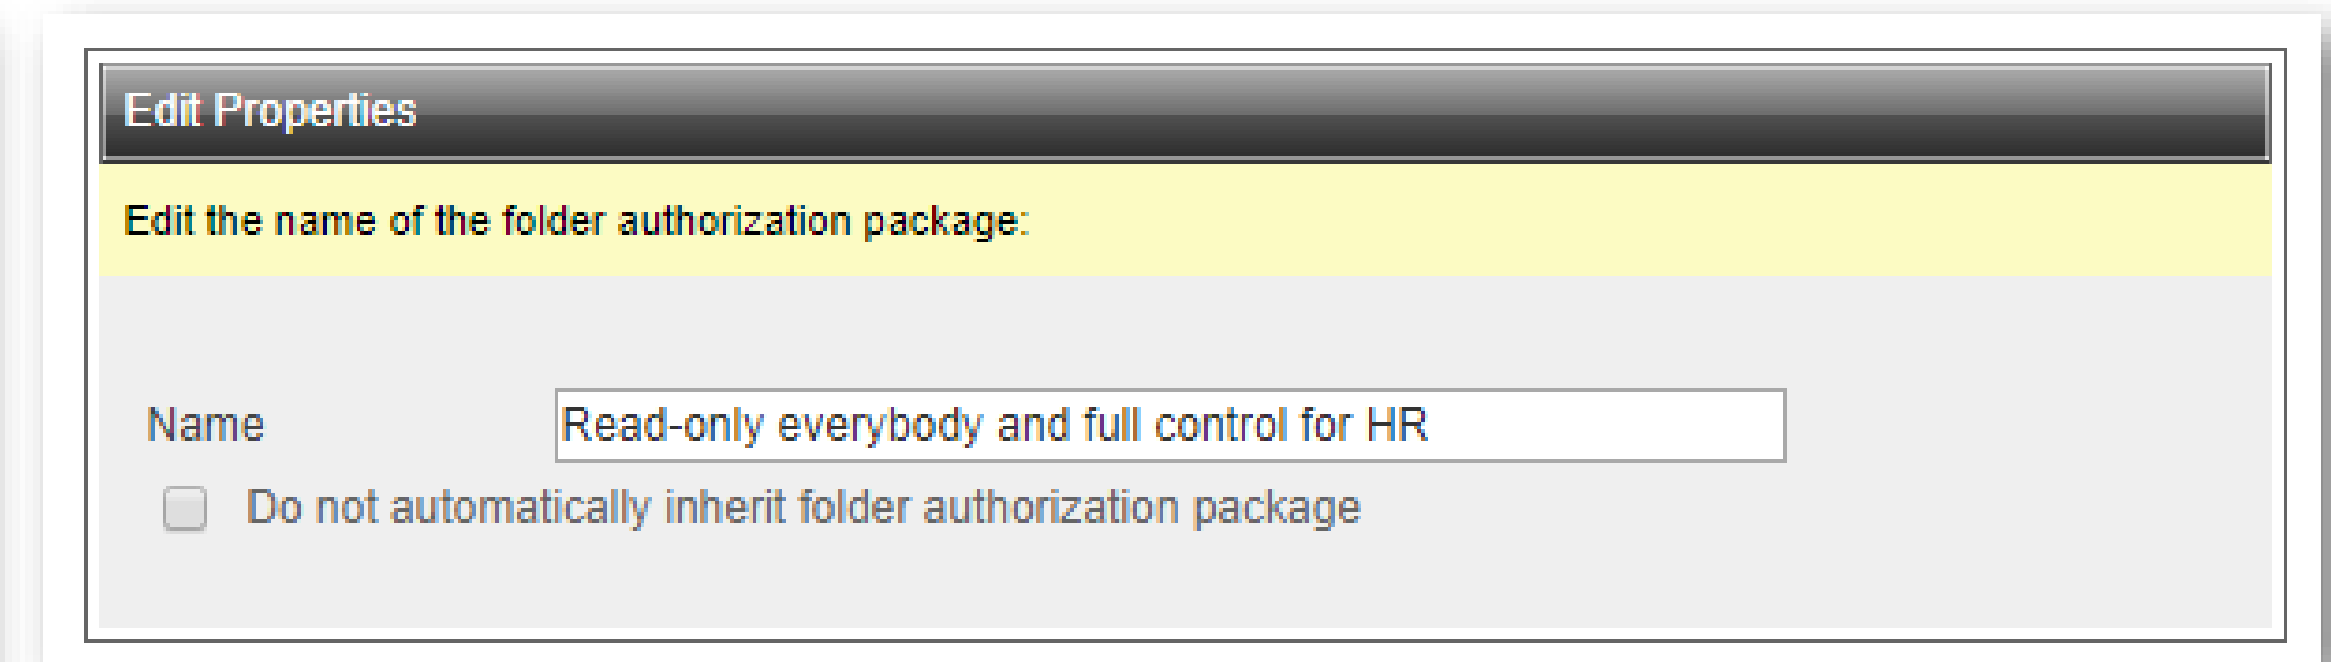 Edit Properties
Edit the name of the folder authorization package:
Name
Read-only everybody and full control for HR
Do not automatically inherit folder authorization package